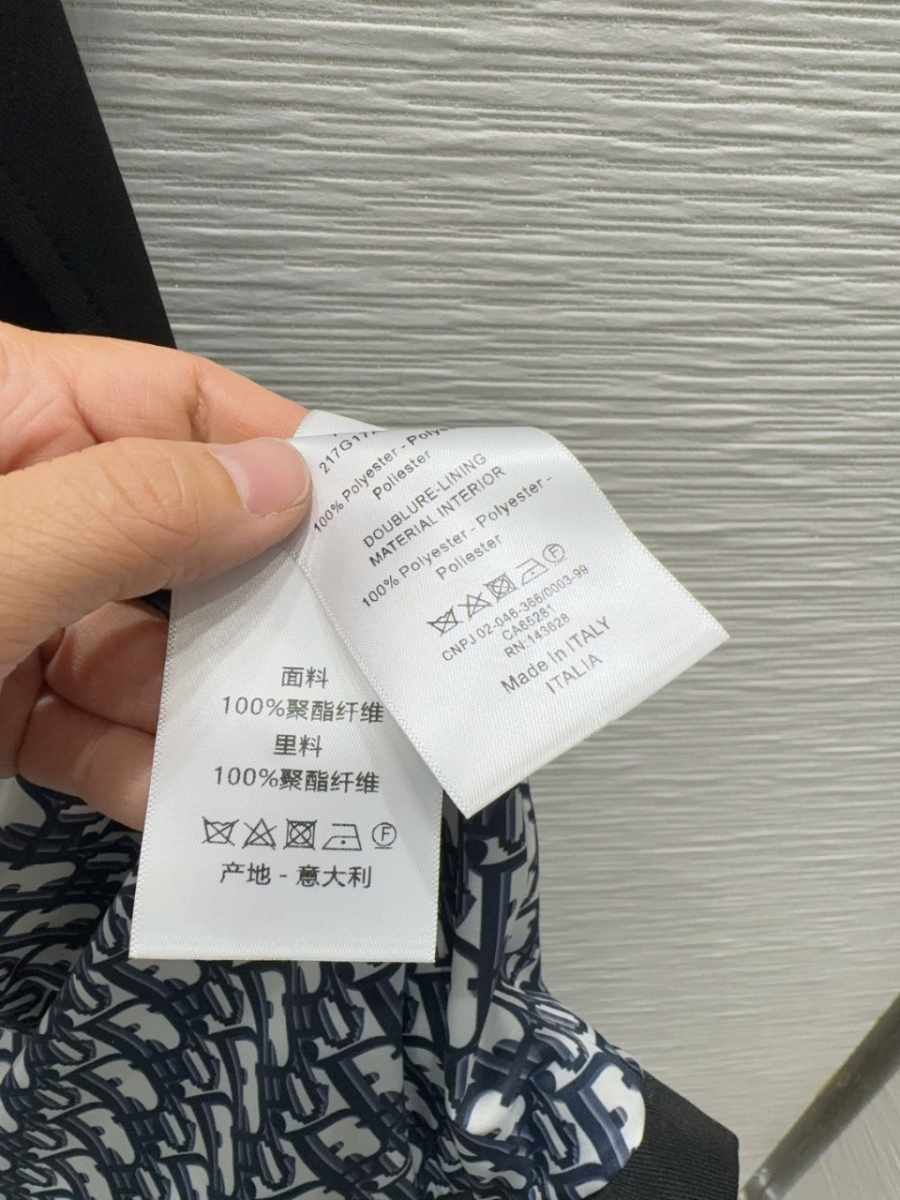 217G17
100% Polyester - Polye
Poliester
DOUBLURE-LINING
MATERIAL INTERIOR
100% Polyester - Polyester -
Poliester
F
CNPJ 02-046-368/0003-99
CA65281
RN:143628
Made In ITALY
ITALIA
面料
100%聚酯纤维
里料
100%聚酯纤维
F
产地 - 意大利